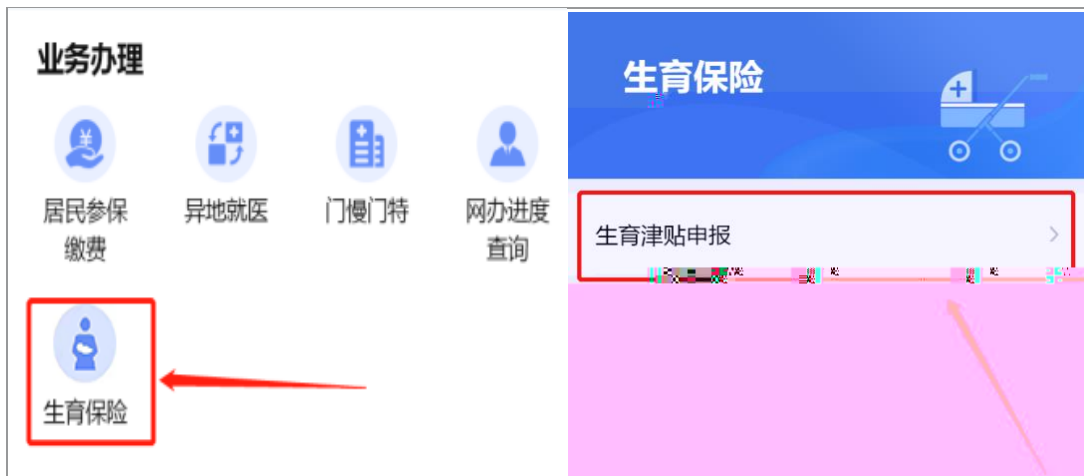 业务办理
居民参保
缴费
异地就医
门慢门特
网办进度
查询
生育保险
生育保险
生育津贴申报